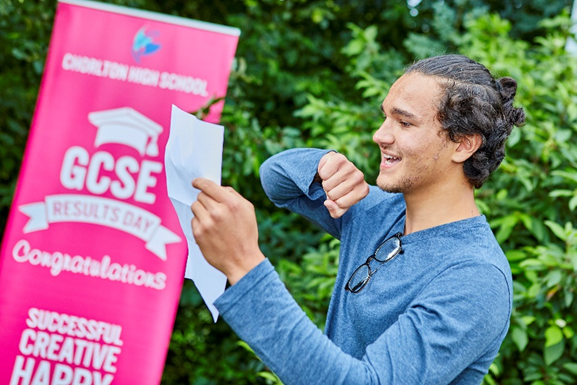 CHORLTON HIGH SCHOOL
GCSE
RESULTS DAY
Congratulations
SUCCESSFUL
CREATIVE
HAPPY